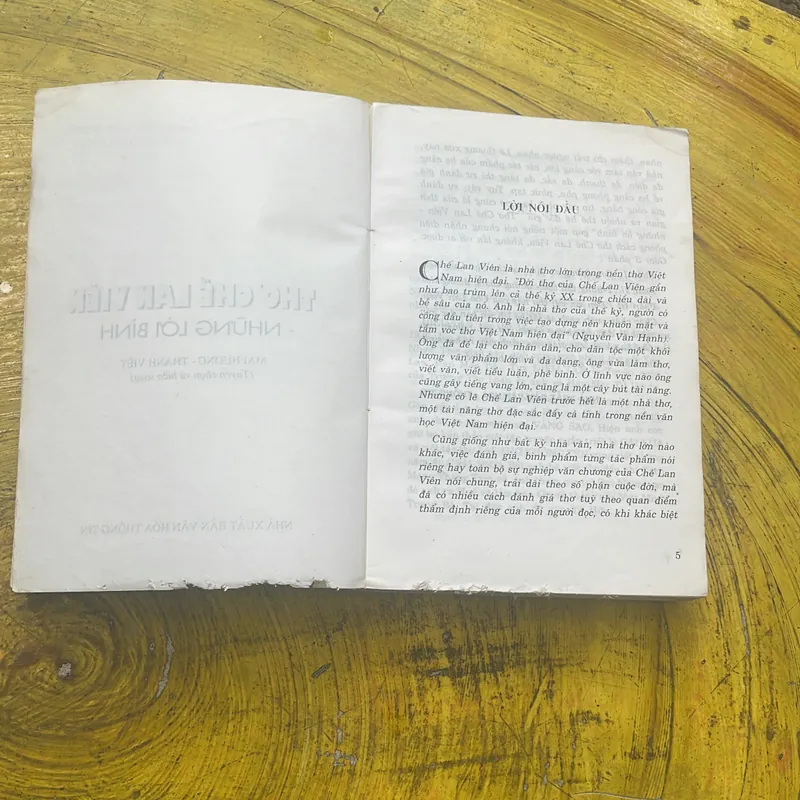 THƠ CHẾ LAN VIÊN
- NHỮNG LỜI BÌNH
MAI HƯƠNG - THANH VIỆT
(Tuyển chọn và biên soạn)
NHÀ XUẤT BẢN VĂN HÓA THÔNG TIN
LỜI NÓI ĐẦU
Chế Lan Viên là nhà thơ lớn trong nền thơ Việt
Nam hiện đại. "Đời thơ của Chế Lan Viên gần
như bao trùm lên cả thế kỷ XX trong chiều dài và
bề sâu của nó. Anh là nhà thơ của thế kỷ, người có
công đầu tiên trong việc tạo dựng nên khuôn mặt và
tầm vóc thơ Việt Nam hiện đại" (Nguyễn Văn Hạnh).
Ông đã để lại cho nhân dân, cho dân tộc một khối
lượng văn phẩm lớn và đa dạng, ông vừa làm thơ,
viết văn, viết tiểu luận, phê bình. Ở lĩnh vực nào ông
cũng gây tiếng vang lớn, cũng là một cây bút tài năng.
Nhưng có lẽ Chế Lan Viên trước hết là một nhà thơ,
một tài năng thơ đặc sắc đầy cá tính trong nền văn
học Việt Nam hiện đại.
Cũng giống như bất kỳ nhà văn, nhà thơ lớn nào
khác, việc đánh giá, bình phẩm từng tác phẩm nói
riêng hay toàn bộ sự nghiệp văn chương của Chế Lan
Viên nói chung, trải dài theo số phận cuộc đời, mà
đã có nhiều cách đánh giá thơ tuỳ theo quan điểm
thẩm định riêng của mỗi người đọc, có khi khác biệt
5